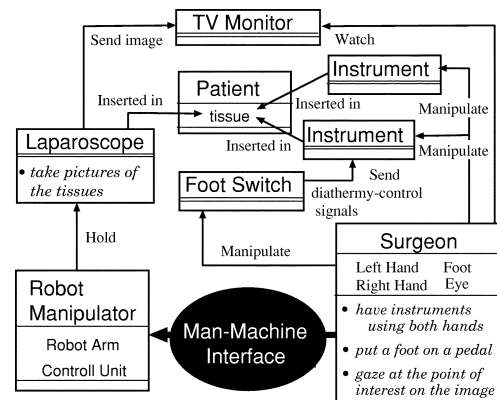 TV Monitor
Send image
Watch
Instrument
Patient
tissue
Inserted in
Inserted in
Manipulate
Instrument
Laparoscope
Inserted in
Manipulate
• take pictures of
the tissues
Foot Switch
Send
diathermy-control
signals
Hold
Manipulate
Surgeon
Left Hand Foot
Right Hand Eye
Robot
Manipulator
Robot Arm
Controll Unit
Man-Machine
Interface
• have instruments
using both hands
• put a foot on a pedal
• gaze at the point of
interest on the image